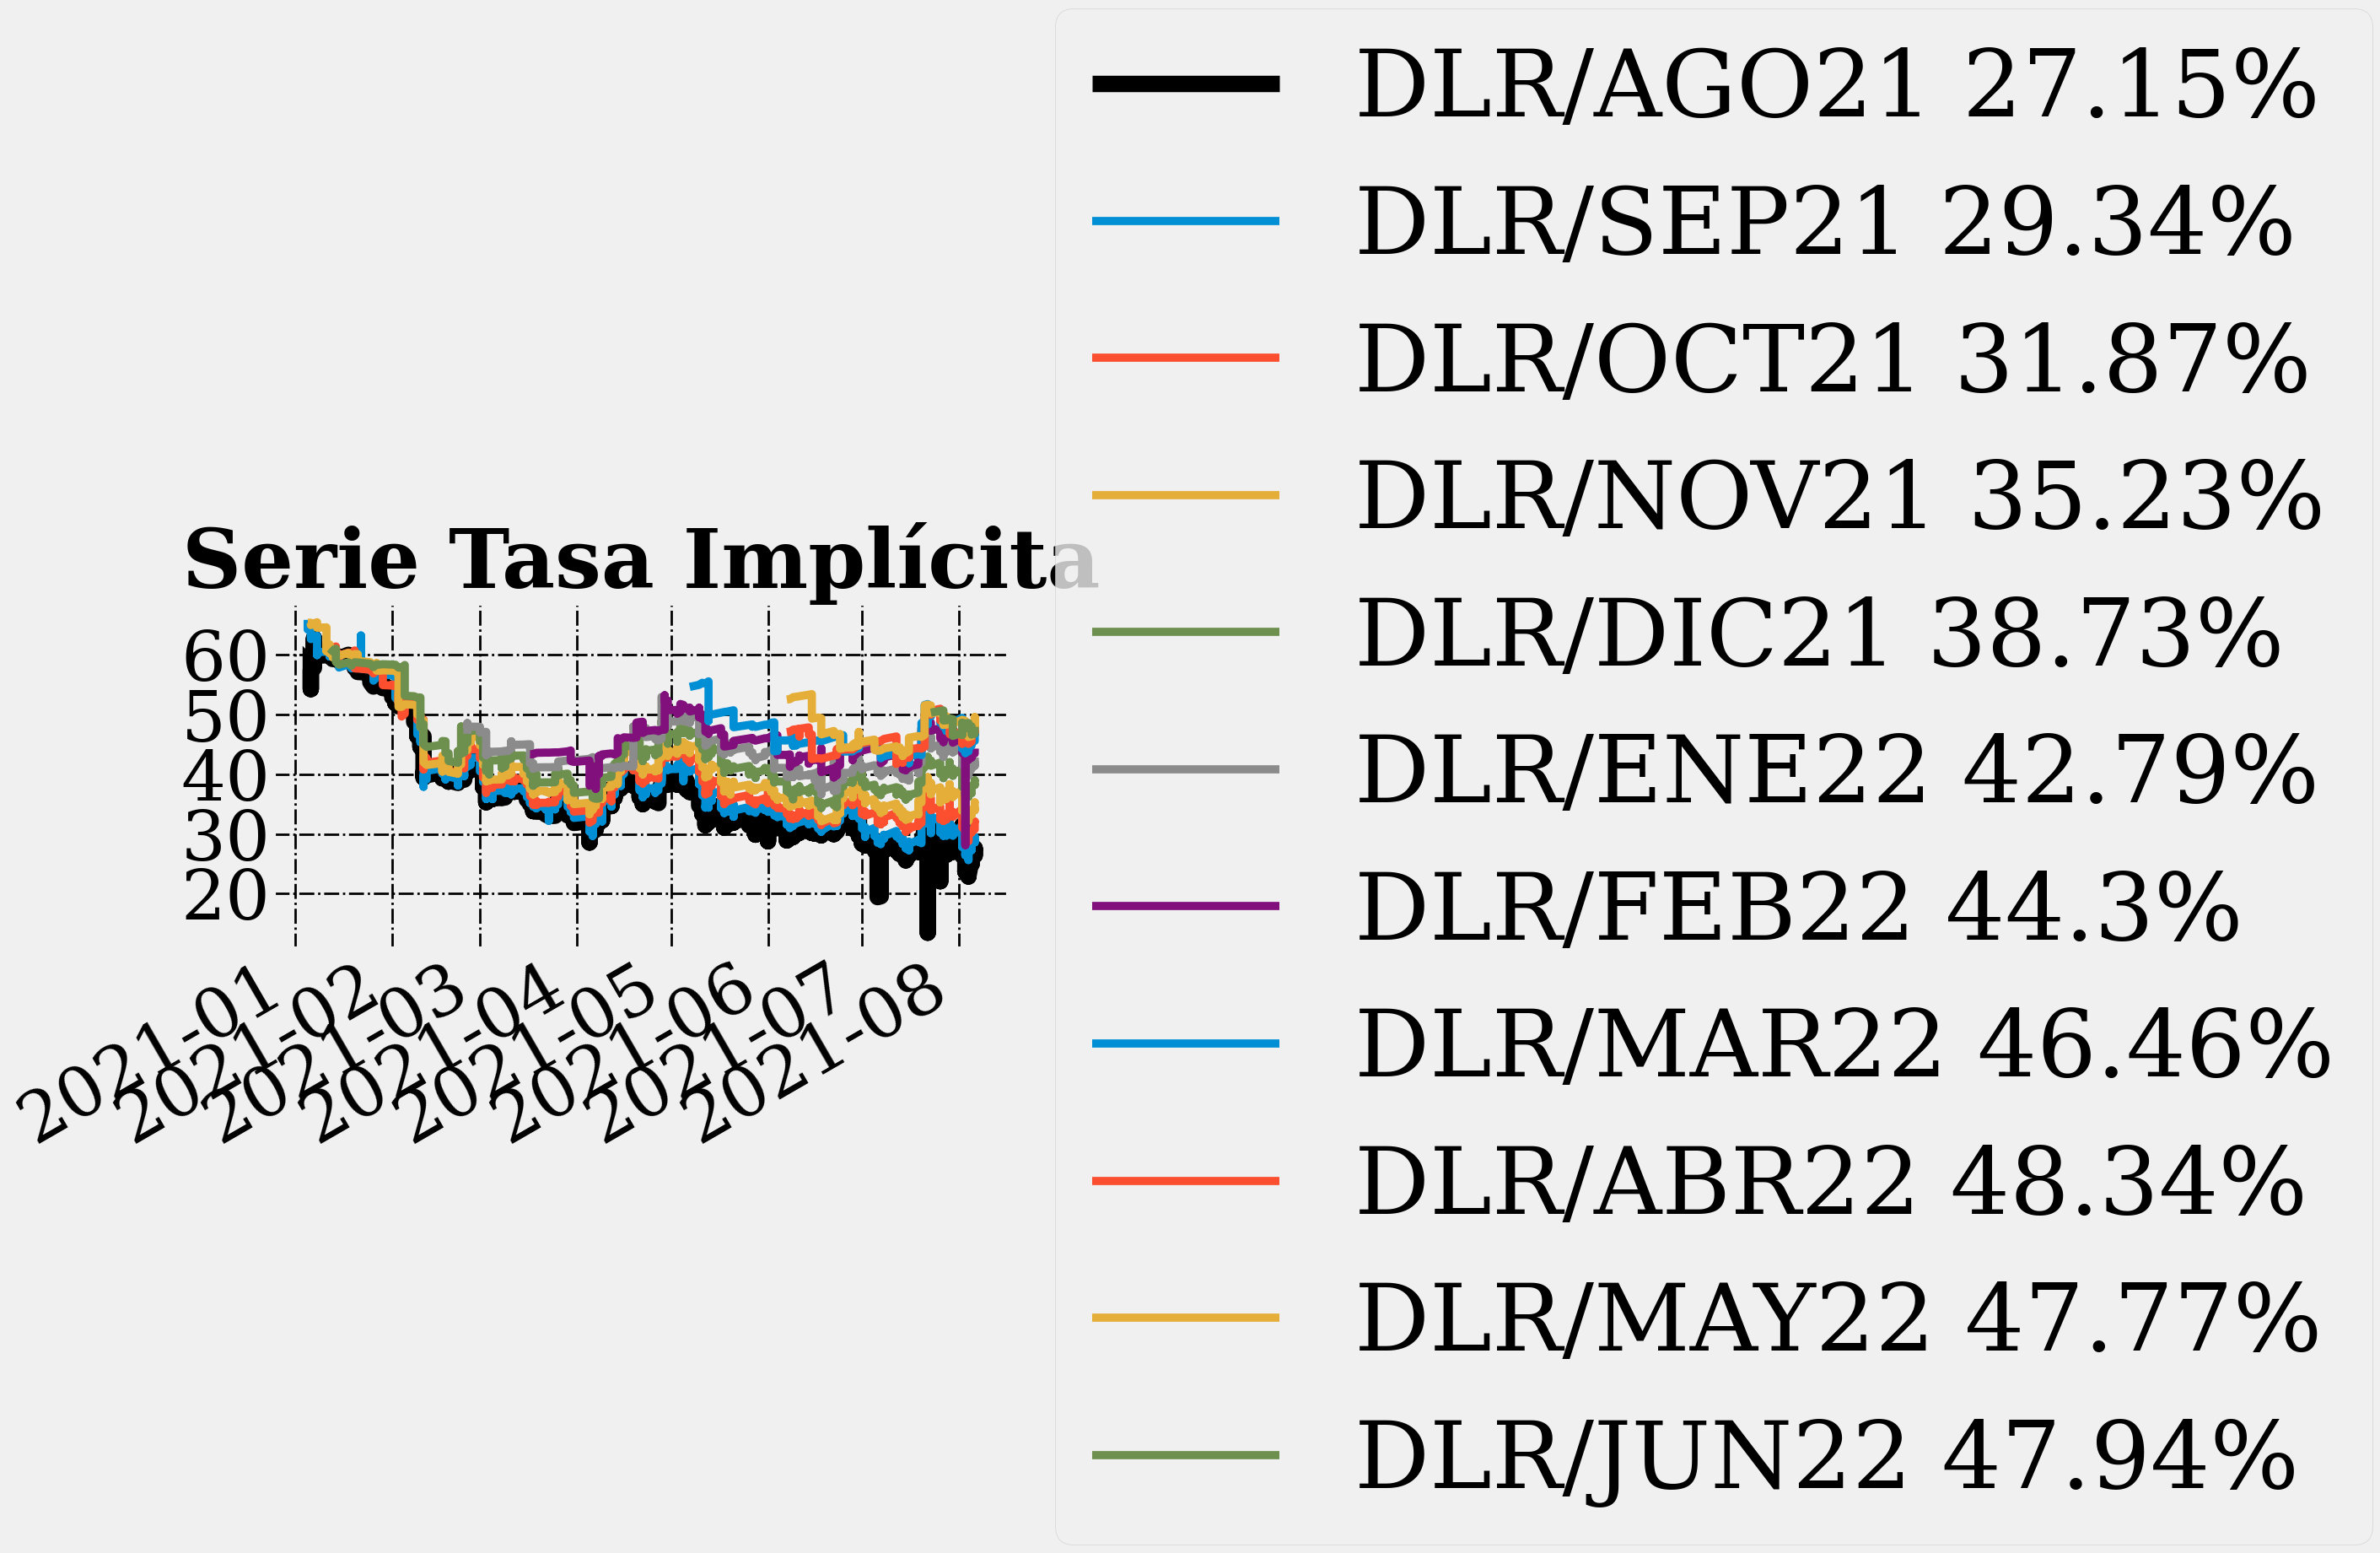 Serie Tasa Implícita
60
50
40
30
20
2021-01
2021-02
2021-03
2021-04
2021-05
2021-06
2021-07
2021-08
DLR/AGO21 27.15%
DLR/SEP21 29.34%
DLR/OCT21 31.87%
DLR/NOV21 35.23%
DLR/DIC21 38.73%
DLR/ENE22 42.79%
DLR/FEB22 44.3%
DLR/MAR22 46.46%
DLR/ABR22 48.34%
DLR/MAY22 47.77%
DLR/JUN22 47.94%